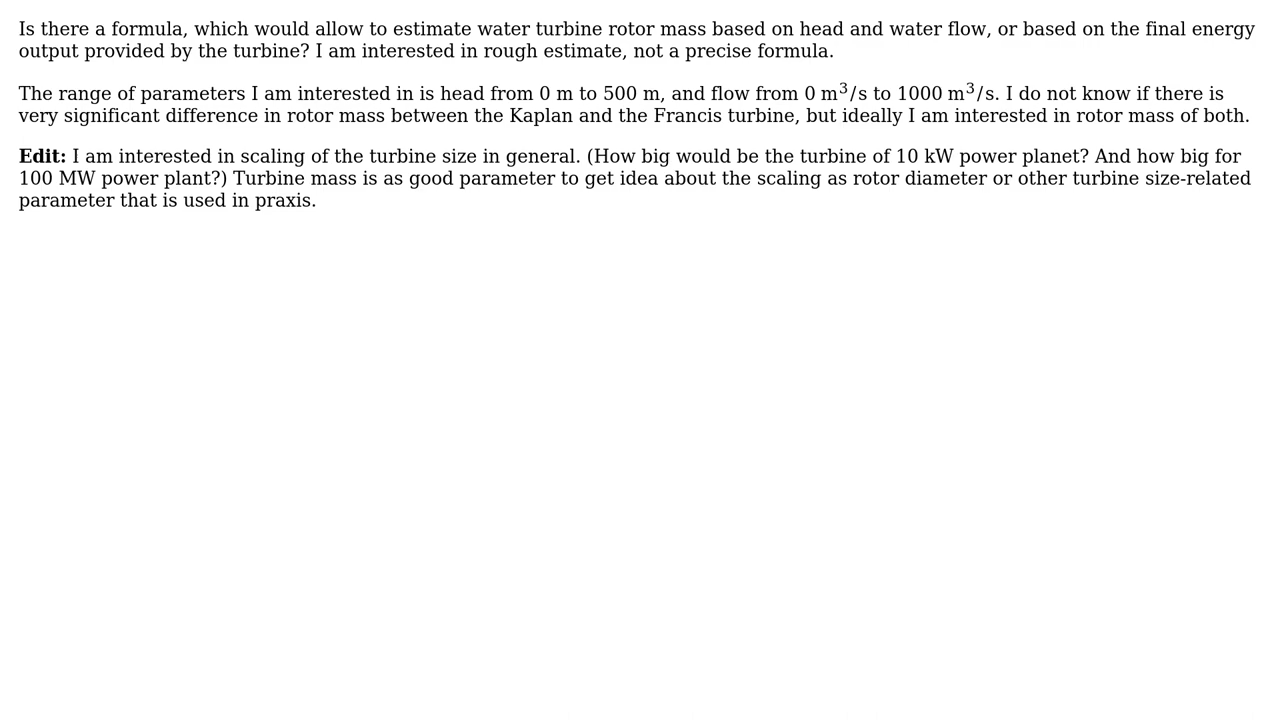 Is there a formula, which would allow to estimate water turbine rotor mass based on head and water flow, or based on the final energy
output provided by the turbine? I am interested in rough estimate, not a precise formula.
The range of parameters I am interested in is head from 0 m to 500 m, and flow from 0 m³/s to 1000 m³/s. I do not know if there is
very significant difference in rotor mass between the Kaplan and the Francis turbine, but ideally I am interested in rotor mass of both.
Edit: I am interested in scaling of the turbine size in general. (How big would be the turbine of 10 kW power planet? And how big for
100 MW power plant?) Turbine mass is as good parameter to get idea about the scaling as rotor diameter or other turbine size-related
parameter that is used in praxis.